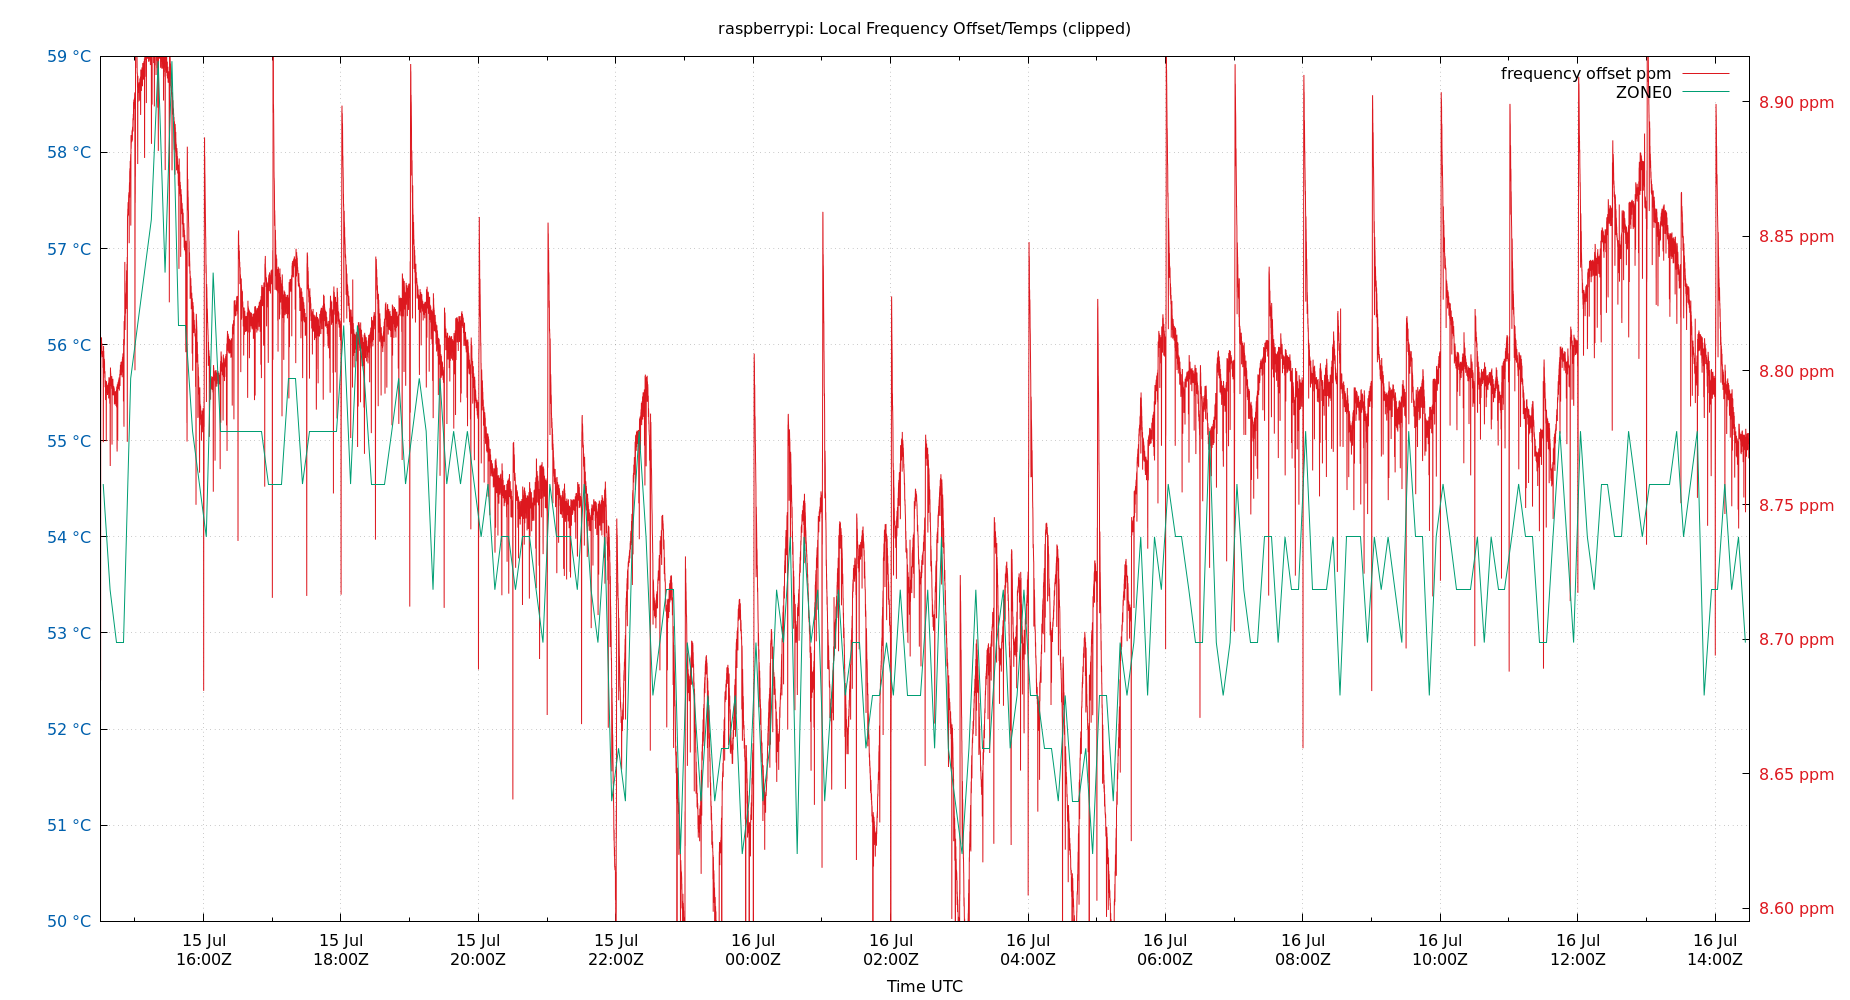 raspberrypi: Local Frequency Offset/Temps (clipped)
59 °C
58 °C
57 °C
56 °C
55 °C
54 °C
53 °C
52 °C
51 °C
50 °C
frequency offset ppm
ZONE0
8.90 ppm
8.85 ppm
8.80 ppm
8.75 ppm
8.70 ppm
8.65 ppm
8.60 ppm
15 Jul
16:00Z
15 Jul
18:00Z
15 Jul
20:00Z
15 Jul
22:00Z
16 Jul
00:00Z
16 Jul
02:00Z
16 Jul
04:00Z
16 Jul
06:00Z
16 Jul
08:00Z
16 Jul
10:00Z
16 Jul
12:00Z
16 Jul
14:00Z
Time UTC